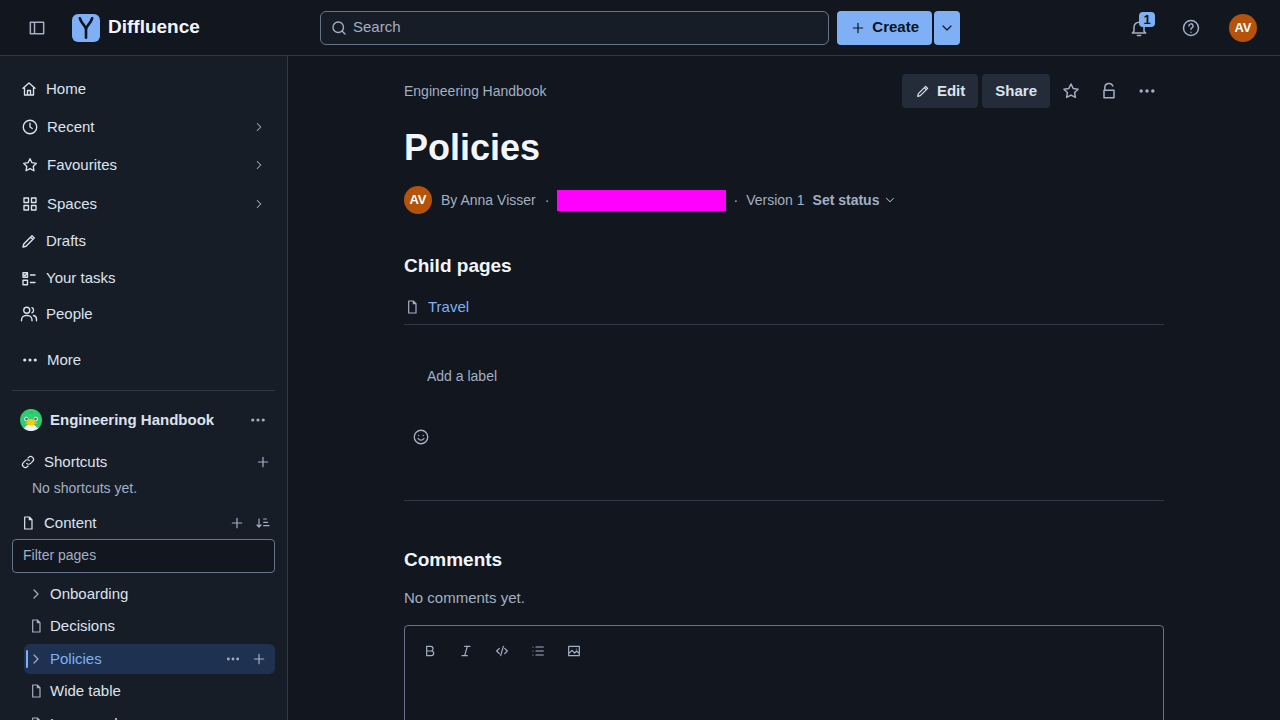 Diffluence
Search
Create
1
AV
Home
Recent
Favourites
Spaces
Drafts
Your tasks
People
More
Engineering Handbook
Shortcuts
No shortcuts yet.
Content
Filter pages
Onboarding
Decisions
Policies
Wide table
Engineering Handbook
Edit
Share
Policies
AV By Anna Visser · · Version 1 Set status
Child pages
Travel
Add a label
Comments
No comments yet.